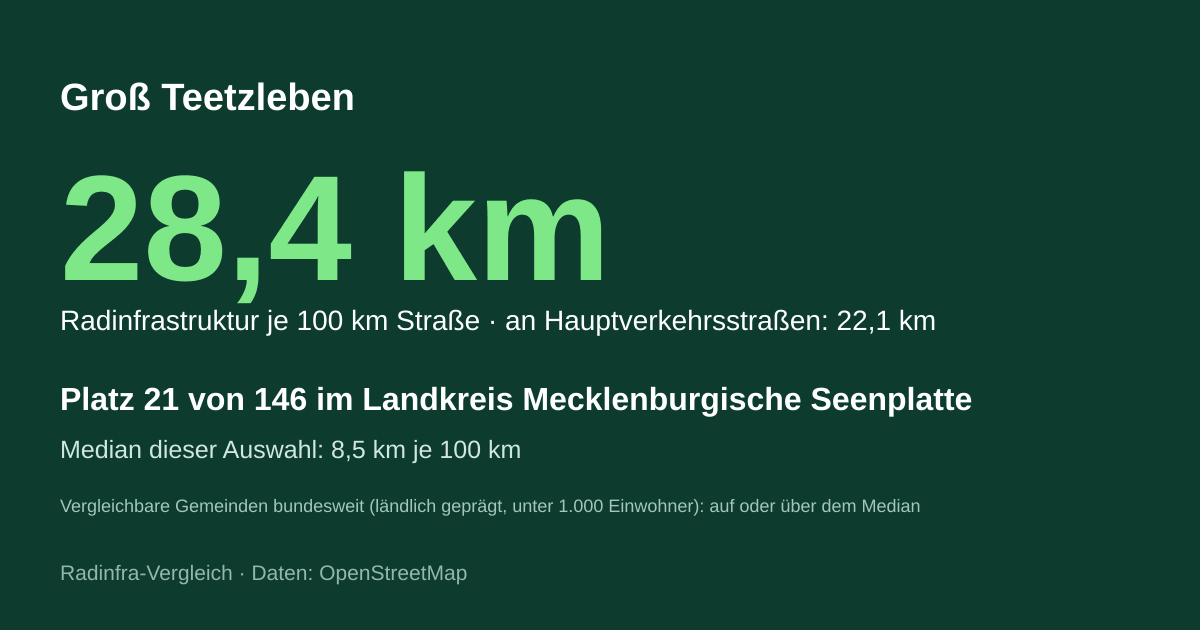 Groß Teetzleben
28,4 km
Radinfrastruktur je 100 km Straße · an Hauptverkehrsstraßen: 22,1 km
Platz 21 von 146 im Landkreis Mecklenburgische Seenplatte
Median dieser Auswahl: 8,5 km je 100 km
Vergleichbare Gemeinden bundesweit (ländlich geprägt, unter 1.000 Einwohner): auf oder über dem Median
Radinfra-Vergleich · Daten: OpenStreetMap